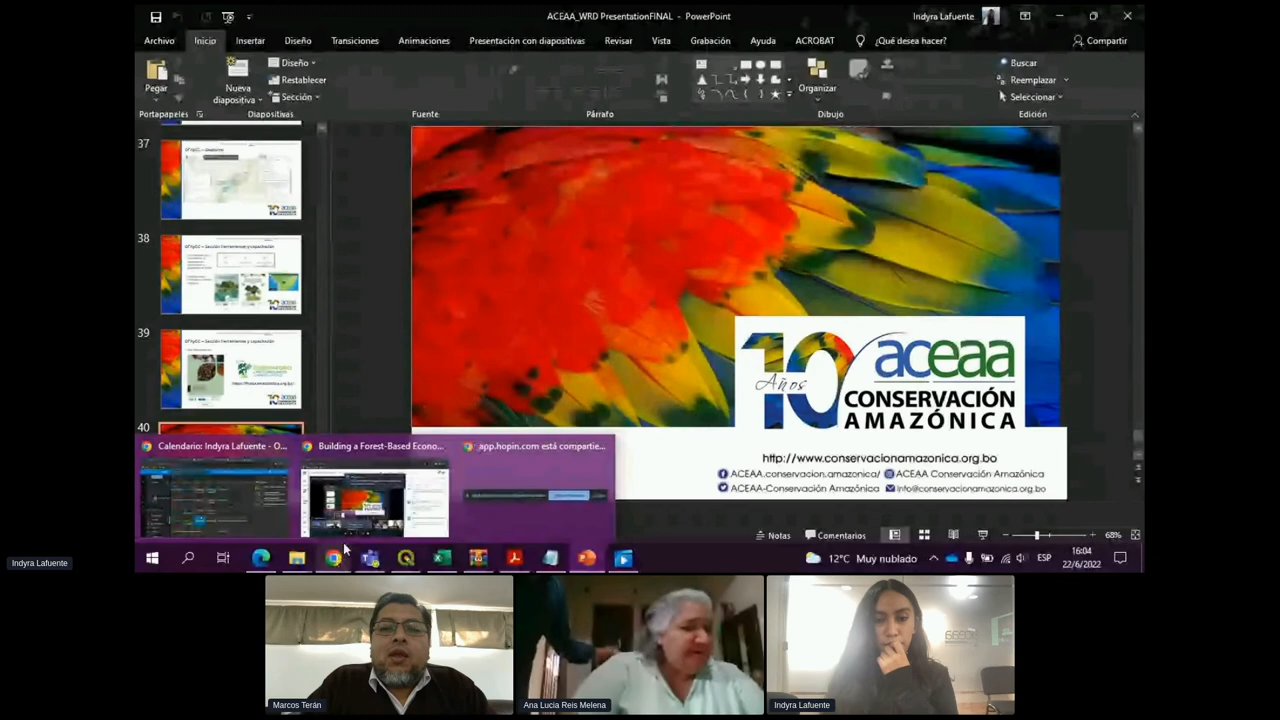 ACEAA_WRD PresentationFINAL - PowerPoint
Indyra Lafuente
Archivo Inicio Insertar Diseño Transiciones Animaciones Presentación con diapositivas Revisar Vista Grabación Ayuda ACROBAT ¿Qué desea hacer? Compartir
Pegar
Nueva diapositiva
Diseño
Restablecer
Sección
Organizar
Buscar
Reemplazar
Seleccionar
Portapapeles Diapositivas Fuente Párrafo Dibujo Edición
37
38
39
40
10 Años
aceaa
CONSERVACIÓN
AMAZÓNICA
http://www.conservacionamazonica.org.bo
ACEAA.conservacion.amazonica/ ACEAA Conservación Amazónica
ACEAA-Conservación Amazónica info@conservacionamazonica.org.bo
Calendario: Indyra Lafuente - O... Building a Forest-Based Econo... app.hopin.com está compartie...
Notas Comentarios 68%
12°C Muy nublado ESP
16:04
22/6/2022
Indyra Lafuente
Marcos Terán
Ana Lucia Reis Melena
Indyra Lafuente